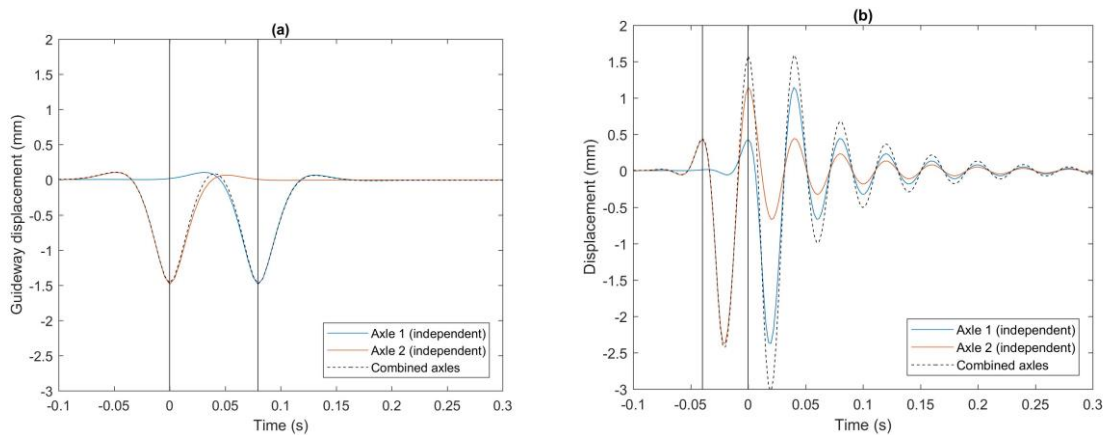 (a)
2
1.5
1
0.5
0
-0.5
-1
-1.5
-2
-2.5
-3
Guideway displacement (mm)
-0.1 -0.05 0 0.05 0.1 0.15 0.2 0.25 0.3
Time (s)
Axle 1 (independent)
Axle 2 (independent)
Combined axles
(b)
2
1.5
1
0.5
0
-0.5
-1
-1.5
-2
-2.5
-3
Displacement (mm)
-0.1 -0.05 0 0.05 0.1 0.15 0.2 0.25 0.3
Time (s)
Axle 1 (independent)
Axle 2 (independent)
Combined axles